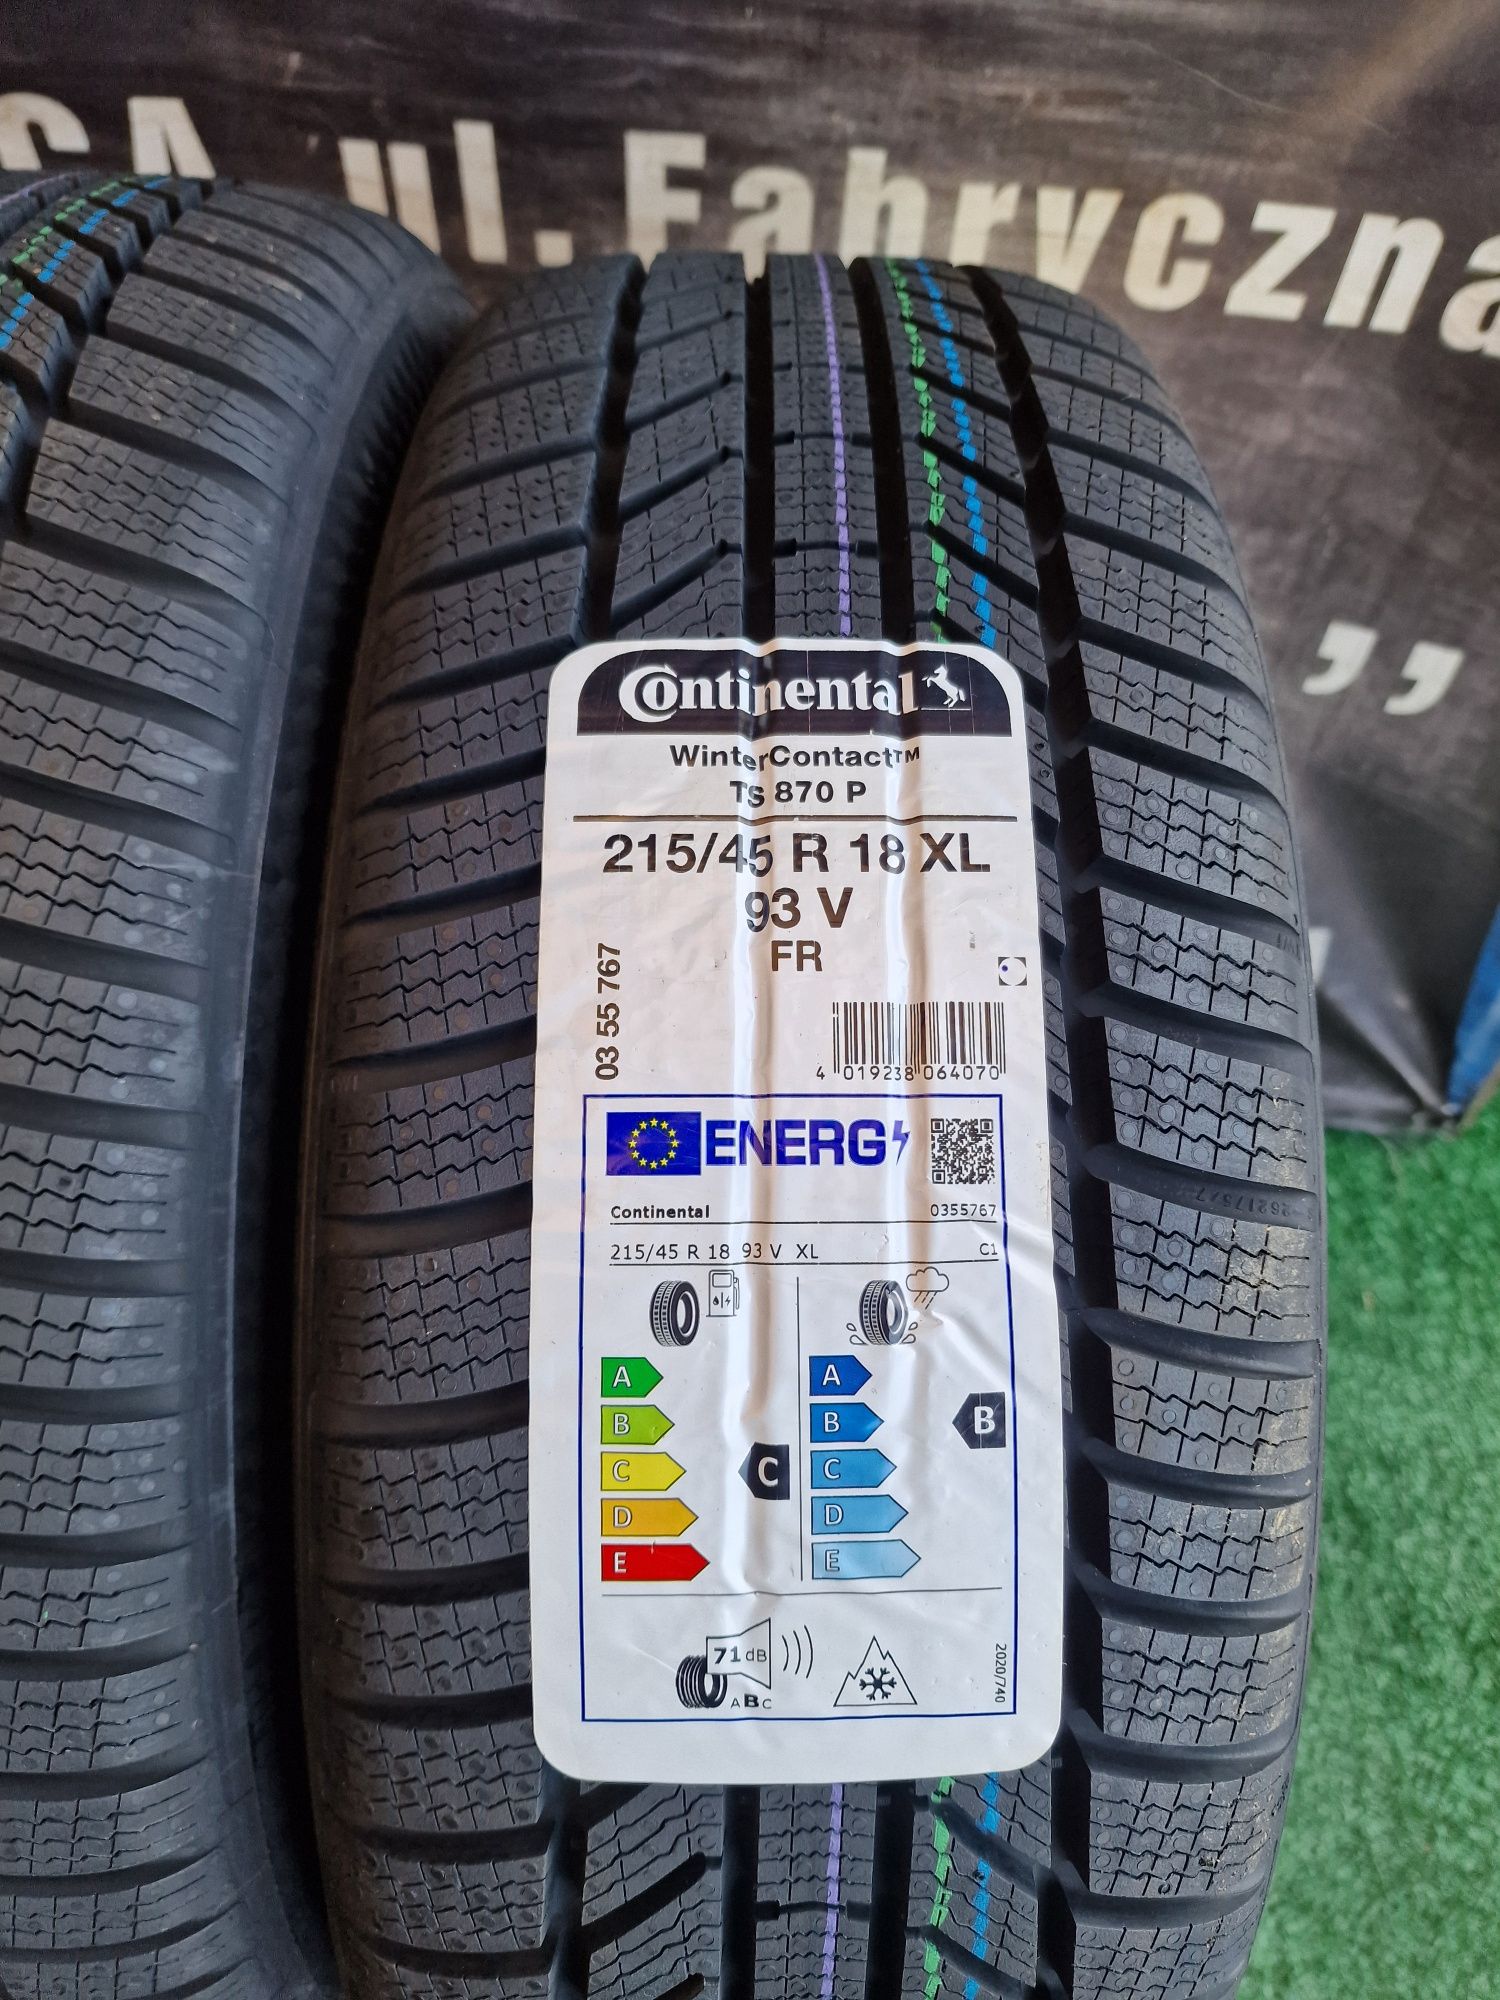 SA ul. Fabryczna
,,
Continental
WinterContact™
TS 870 P
215/45 R 18 XL
93 V
FR
03 55 767
4 019238 064070
ENERG
Continental 0355767
215/45 R 18 93 V XL C1
A
B
C
D
E
C
A
B
C
D
E
B
71 dB
ABC
2020/740